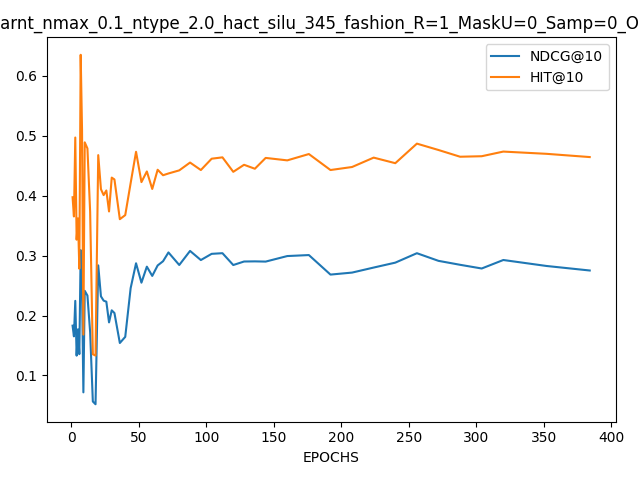 arnt_nmax_0.1_ntype_2.0_hact_silu_345_fashion_R=1_MaskU=0_Samp=0_O
NDCG@10
HIT@10
0.6
0.5
0.4
0.3
0.2
0.1
0 50 100 150 200 250 300 350 400
EPOCHS